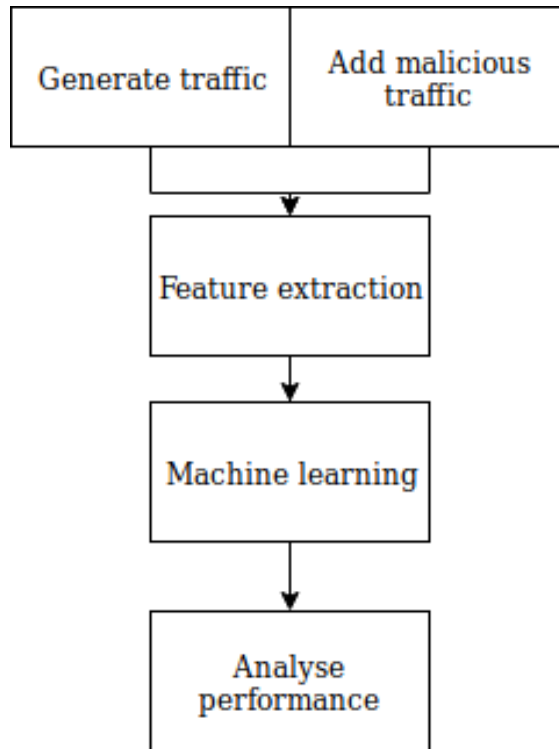 Generate traffic
Add malicious
traffic
Feature extraction
Machine learning
Analyse
performance